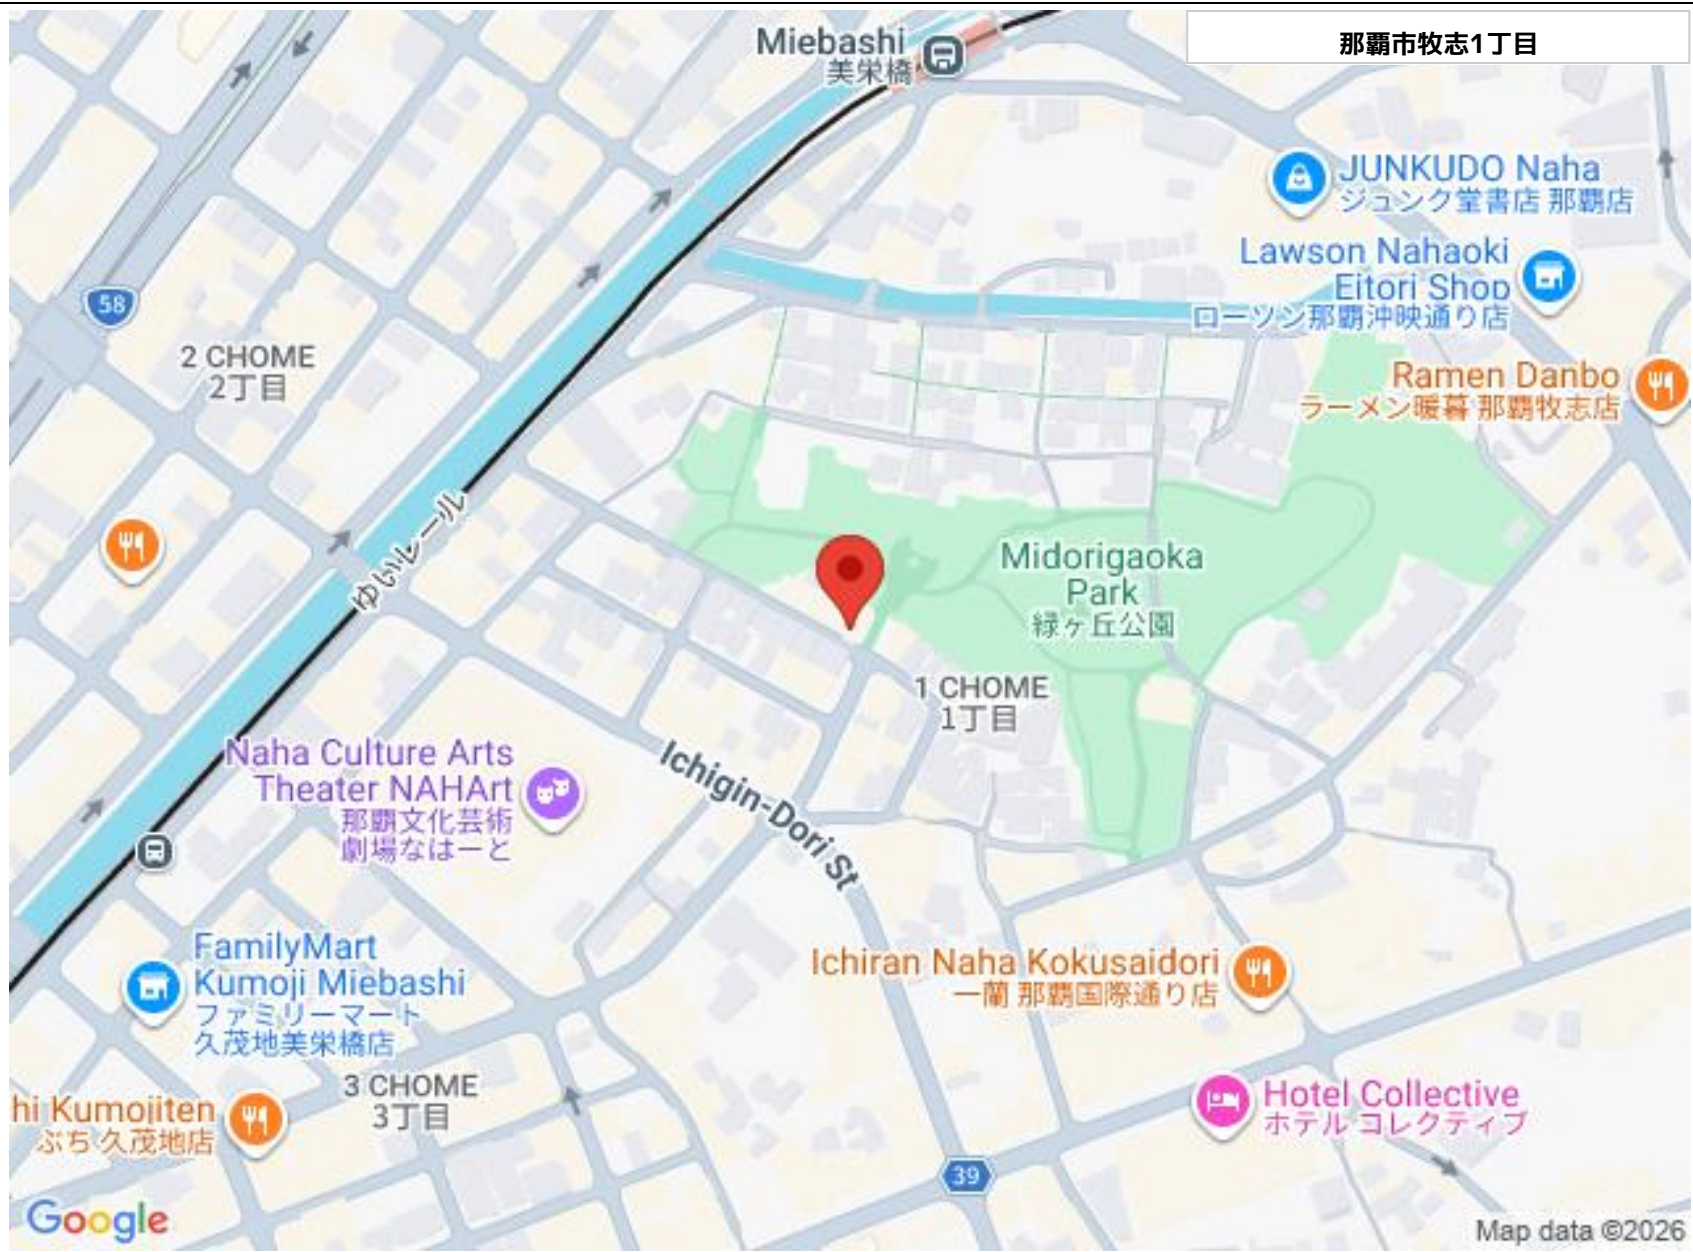 那覇市牧志1丁目
Miebashi
美栄橋
JUNKUDO Naha
ジュンク堂書店 那覇店
Lawson Nahaoki
Eitori Shop
ローソン那覇沖映通り店
58
2 CHOME
2丁目
Ramen Danbo
ラーメン暖暮 那覇牧志店
ゆいレール
Midorigaoka
Park
緑ヶ丘公園
1 CHOME
1丁目
Naha Culture Arts
Theater NAHArt
那覇文化芸術
劇場なはーと
Ichigin-Dori St
FamilyMart
Kumoji Miebashi
ファミリーマート
久茂地美栄橋店
Ichiran Naha Kokusaidori
一蘭 那覇国際通り店
3 CHOME
3丁目
hi Kumojiten
ぶち 久茂地店
Hotel Collective
ホテル コレクティブ
39
Google
Map data ©2026